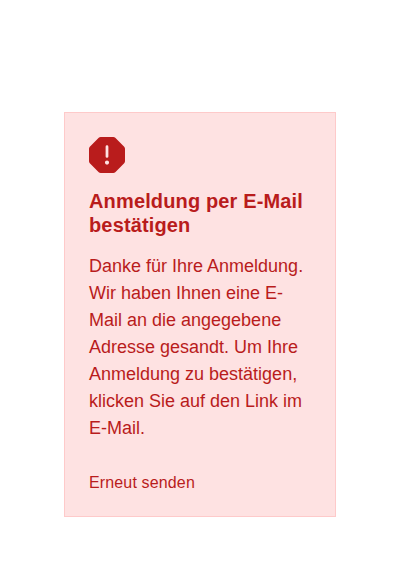 Anmeldung per E-Mail
bestätigen
Danke für Ihre Anmeldung.
Wir haben Ihnen eine E-
Mail an die angegebene
Adresse gesandt. Um Ihre
Anmeldung zu bestätigen,
klicken Sie auf den Link im
E-Mail.
Erneut senden